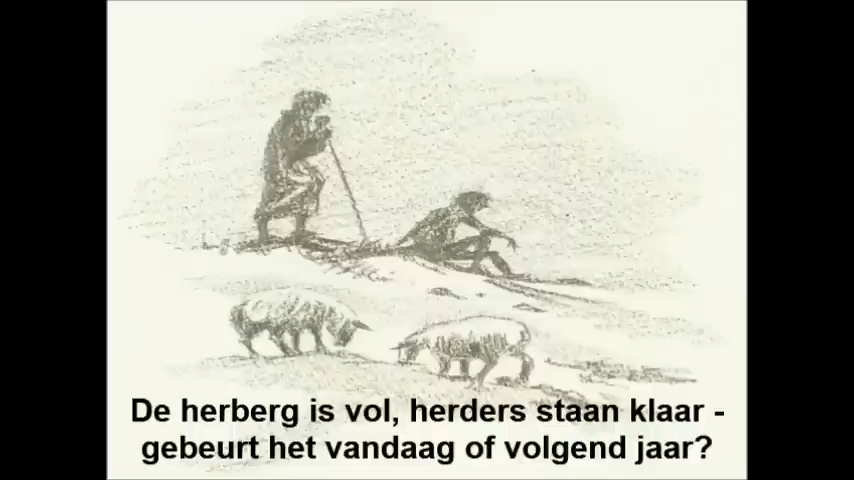 De herberg is vol, herders staan klaar -
gebeurt het vandaag of volgend jaar?